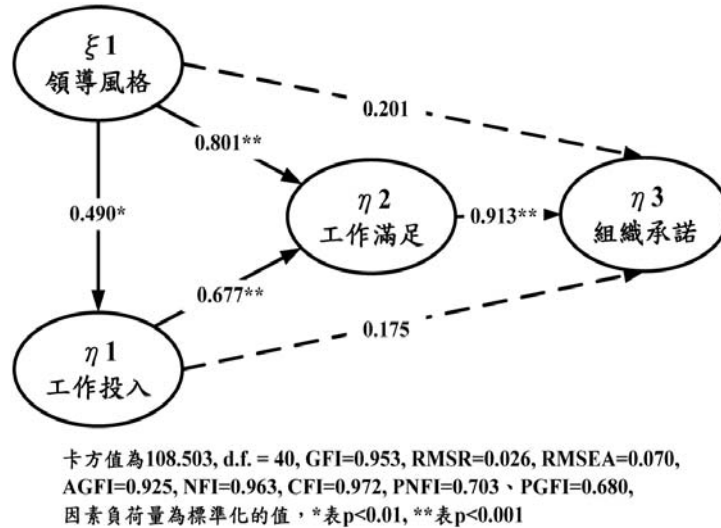 ξ1
領導風格
0.201
0.801**
η2
工作滿足
η3
組織承諾
0.490*
0.913**
0.677**
0.175
η1
工作投入
卡方值為108.503, d.f. = 40, GFI=0.953, RMSR=0.026, RMSEA=0.070,
AGFI=0.925, NFI=0.963, CFI=0.972, PNFI=0.703、PGFI=0.680,
因素負荷量為標準化的值，*表p<0.01, **表p<0.001